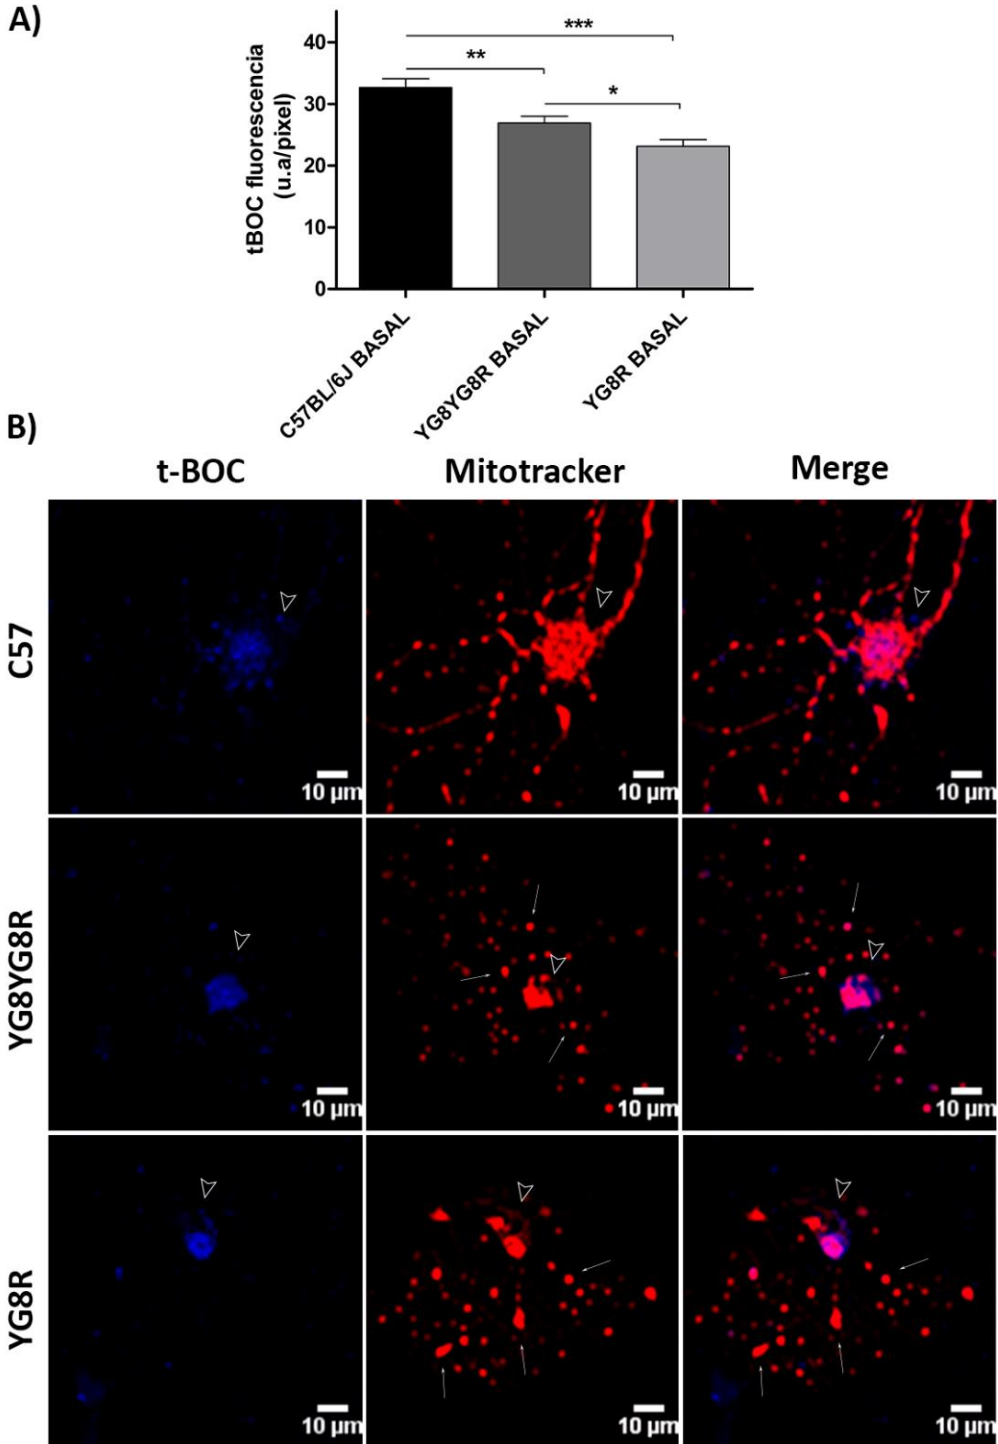 A)
tBOC fluorescencia
(u.a/pixel)
40
30
20
10
0
***
**
*
C57BL/6J BASAL
YG8YG8R BASAL
YG8R BASAL
B)
t-BOC Mitotracker Merge
C57
10 µm 10 µm 10 µm
YG8YG8R
10 µm 10 µm 10 µm
YG8R
10 µm 10 µm 10 µm